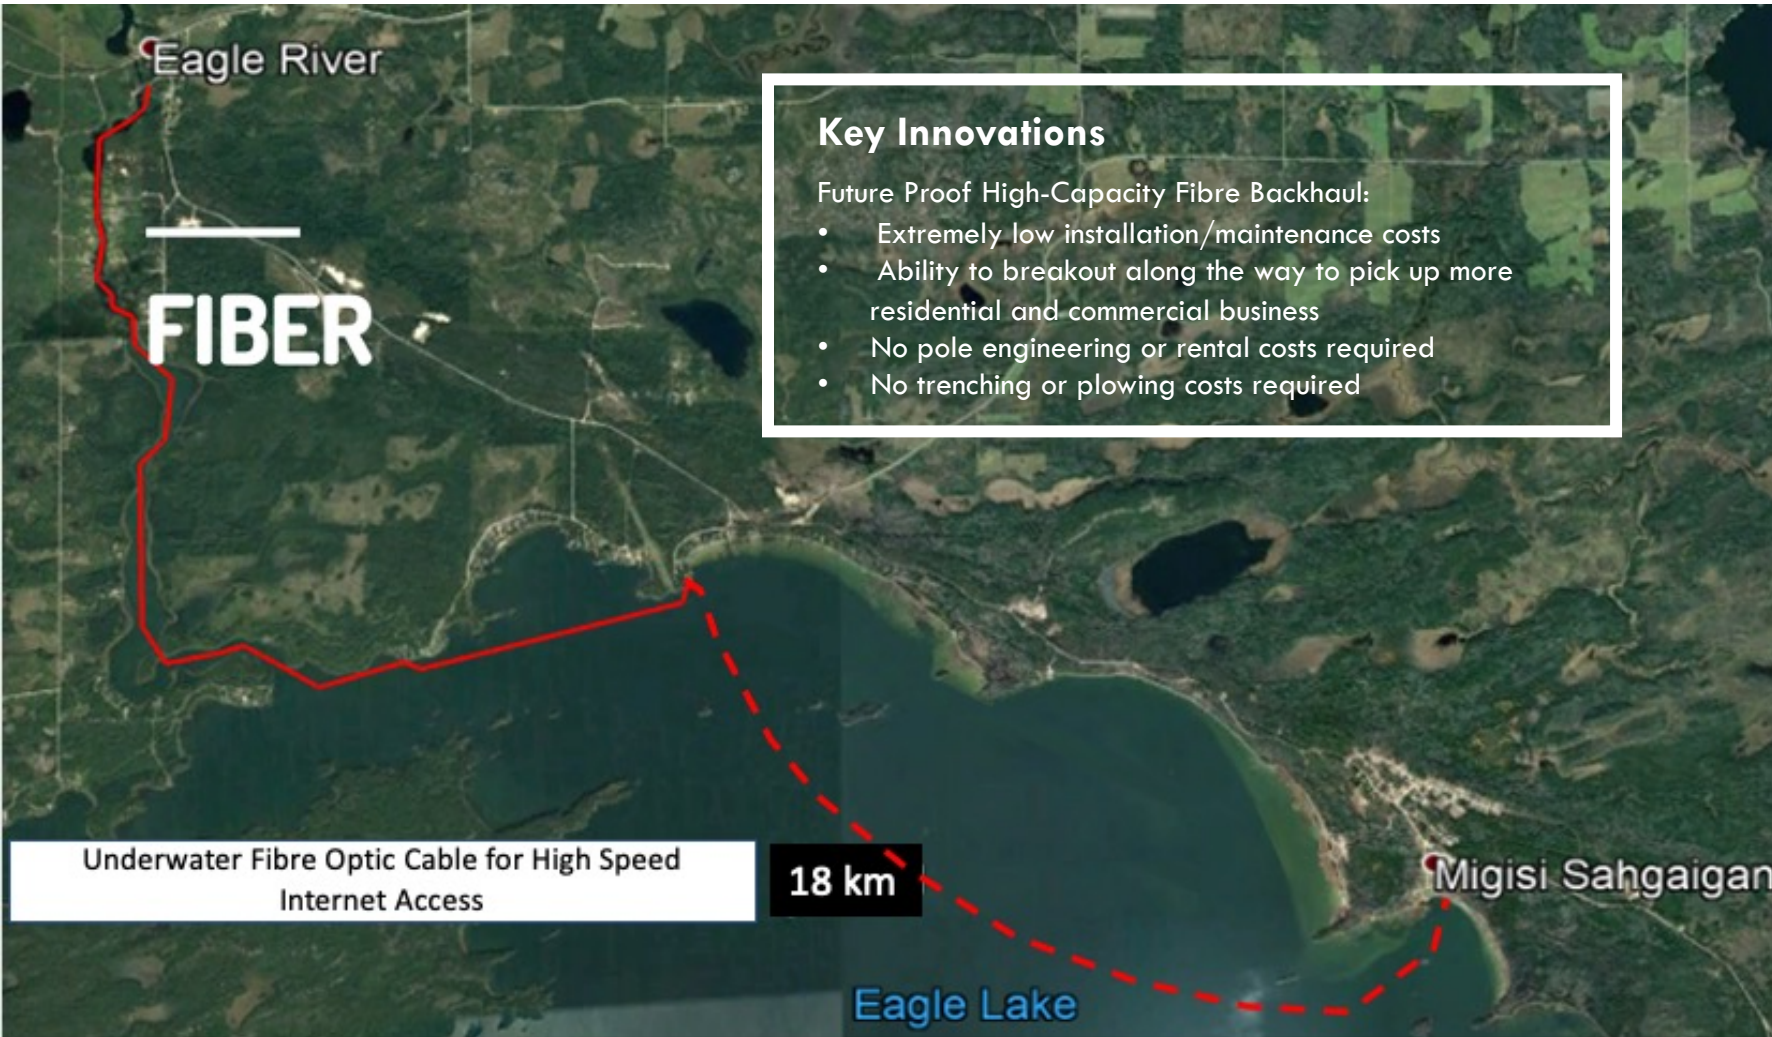 Eagle River
Key Innovations
Future Proof High-Capacity Fibre Backhaul:
• Extremely low installation/maintenance costs
• Ability to breakout along the way to pick up more
residential and commercial business
• No pole engineering or rental costs required
• No trenching or plowing costs required
FIBER
Underwater Fibre Optic Cable for High Speed
Internet Access
18 km
Migisi Sahgaigan
Eagle Lake